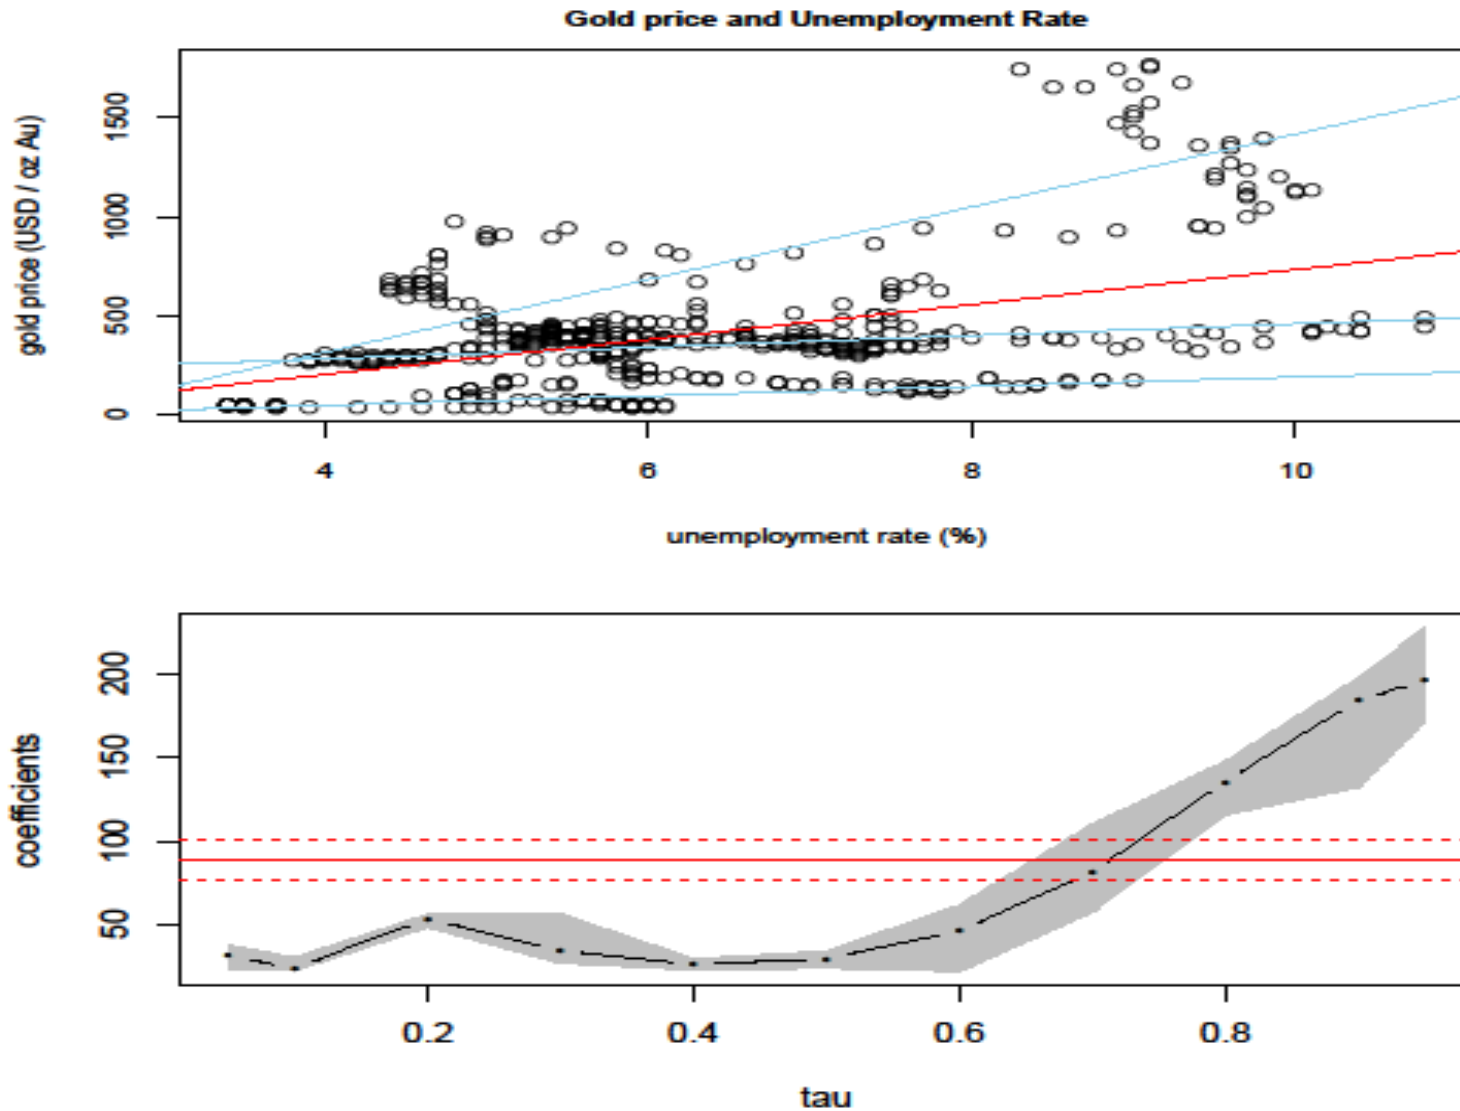 Gold price and Unemployment Rate
gold price (USD / oz Au)
1500
1000
500
0
4 6 8 10
unemployment rate (%)
coefficients
200
150
100
50
0.2 0.4 0.6 0.8
tau